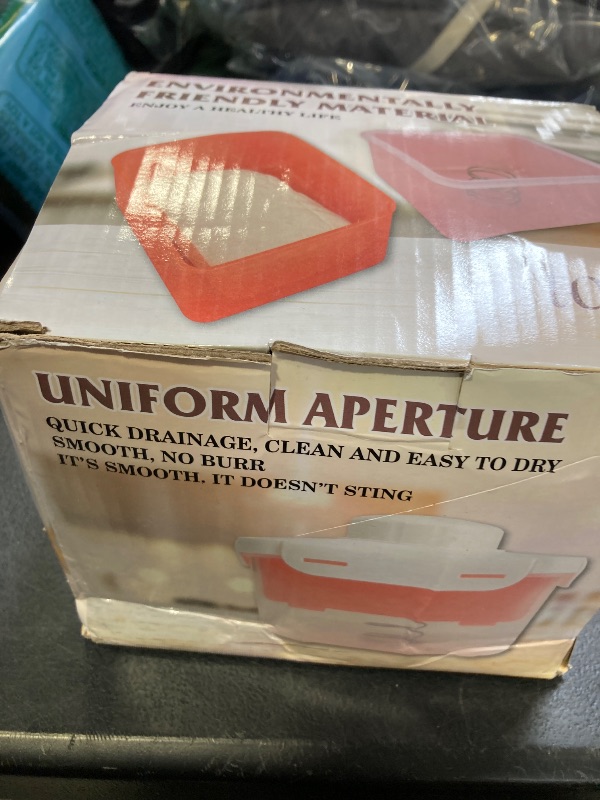 ENVIRONMENTALLY
FRIENDLY MATERIAL
ENJOY A HEALTHY LIFE
UNIFORM APERTURE
QUICK DRAINAGE, CLEAN AND EASY TO DRY
SMOOTH, NO BURR
IT'S SMOOTH. IT DOESN'T STING